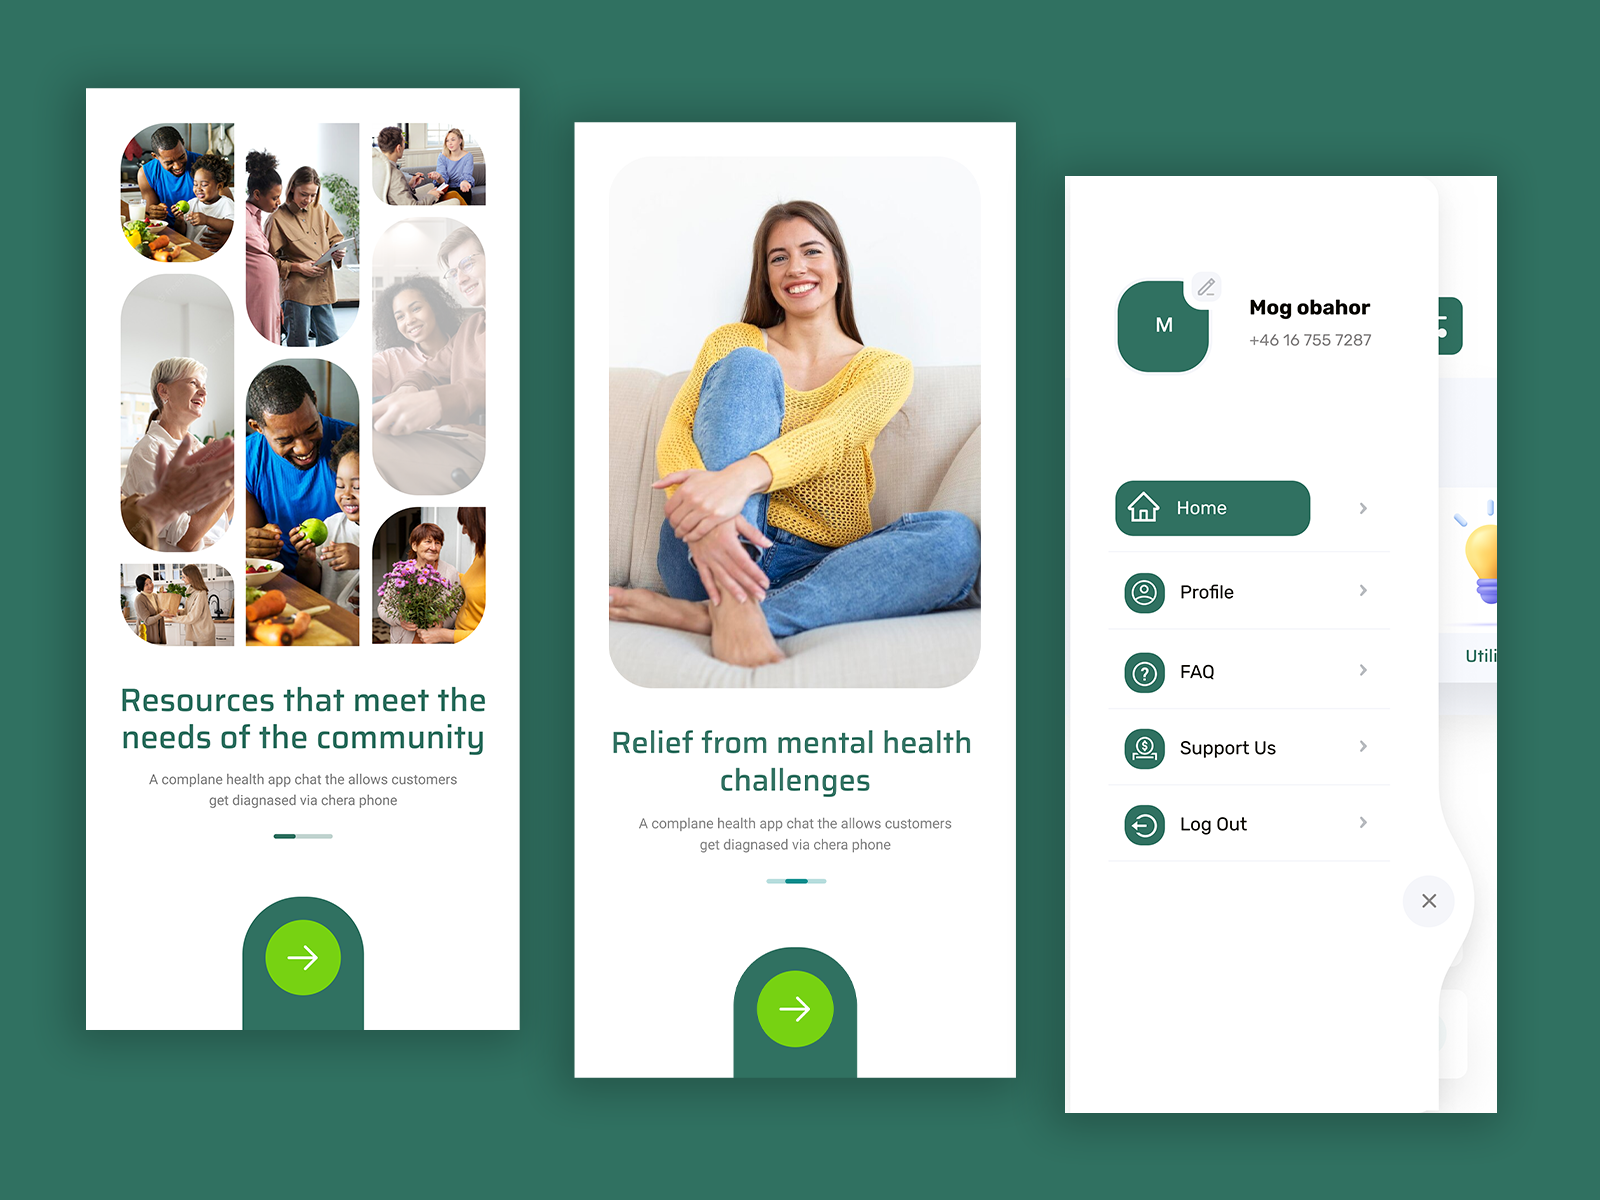 Resources that meet the
needs of the community
A complane health app chat the allows customers
get diagnased via chera phone
Relief from mental health
challenges
A complane health app chat the allows customers
get diagnased via chera phone
M
Mog obahor
+46 16 755 7287
Home
Profile
FAQ
Support Us
Log Out
Utili